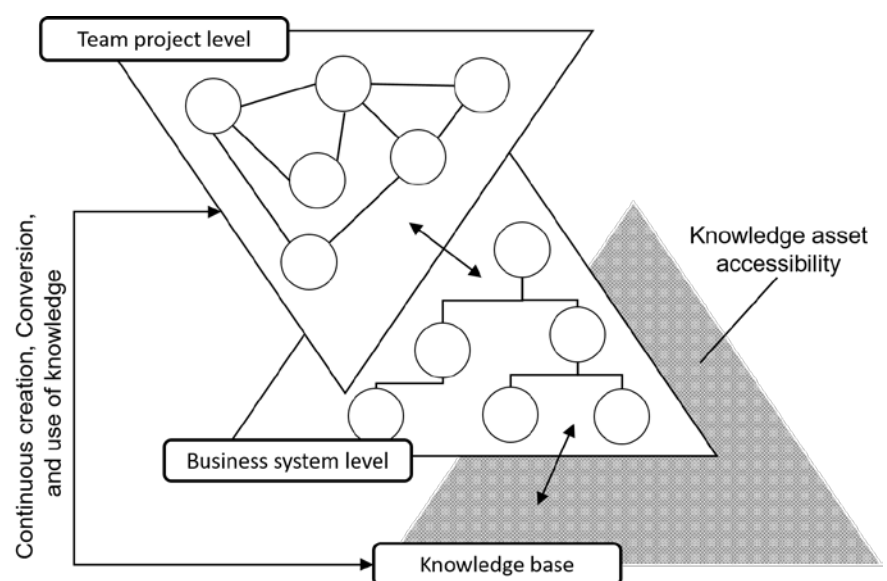 Team project level
Knowledge asset
accessibility
Continuous creation, Conversion,
and use of knowledge
Business system level
Knowledge base